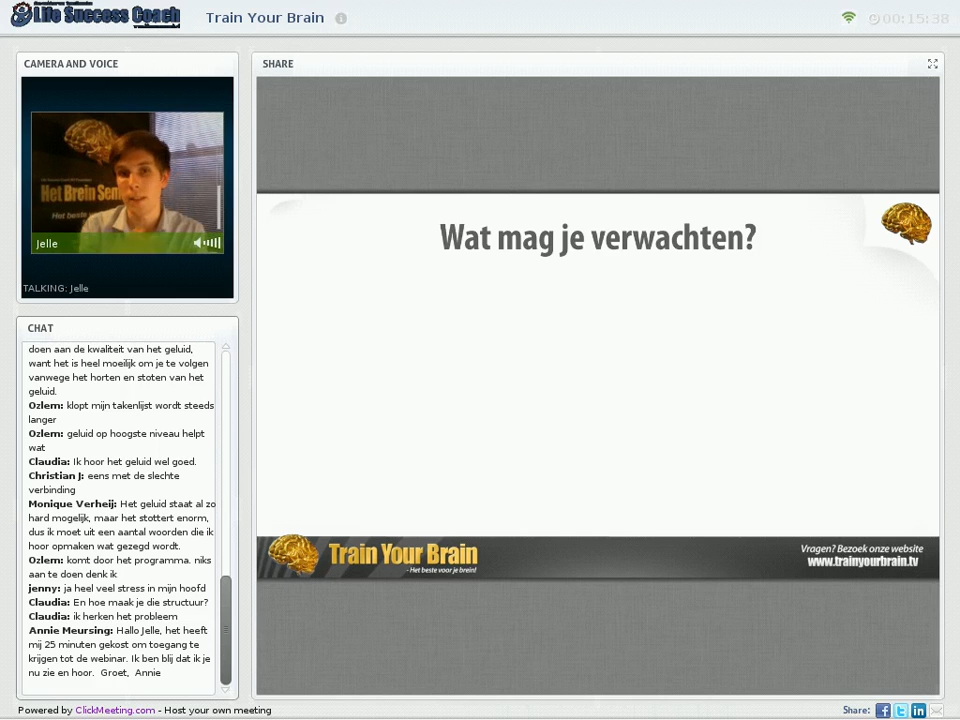 Life Success Coach
Train Your Brain
00:15:38
CAMERA AND VOICE
SHARE
Het Brein Sem
Het beste voor je
Jelle
TALKING: Jelle
Wat mag je verwachten?
CHAT
doen aan de kwaliteit van het geluid,
want het is heel moeilijk om je te volgen
vanwege het horten en stoten van het
geluid.
Ozlem: klopt mijn takenlijst wordt steeds
langer
Ozlem: geluid op hoogste niveau helpt
wat
Claudia: Ik hoor het geluid wel goed.
Christian J: eens met de slechte
verbinding
Monique Verheij: Het geluid staat al zo
hard mogelijk, maar het stottert enorm,
dus ik moet uit een aantal woorden die ik
hoor opmaken wat gezegd wordt.
Ozlem: komt door het programma. niks
aan te doen denk ik
jenny: ja heel veel stress in mijn hoofd
Claudia: En hoe maak je die structuur?
Claudia: ik herken het probleem
Annie Meursing: Hallo Jelle, het heeft
mij 25 minuten gekost om toegang te
krijgen tot de webinar. Ik ben blij dat ik je
nu zie en hoor. Groet, Annie
Train Your Brain
- Het beste voor je brein!
Vragen? Bezoek onze website
www.trainyourbrain.tv
Powered by ClickMeeting.com - Host your own meeting
Share: